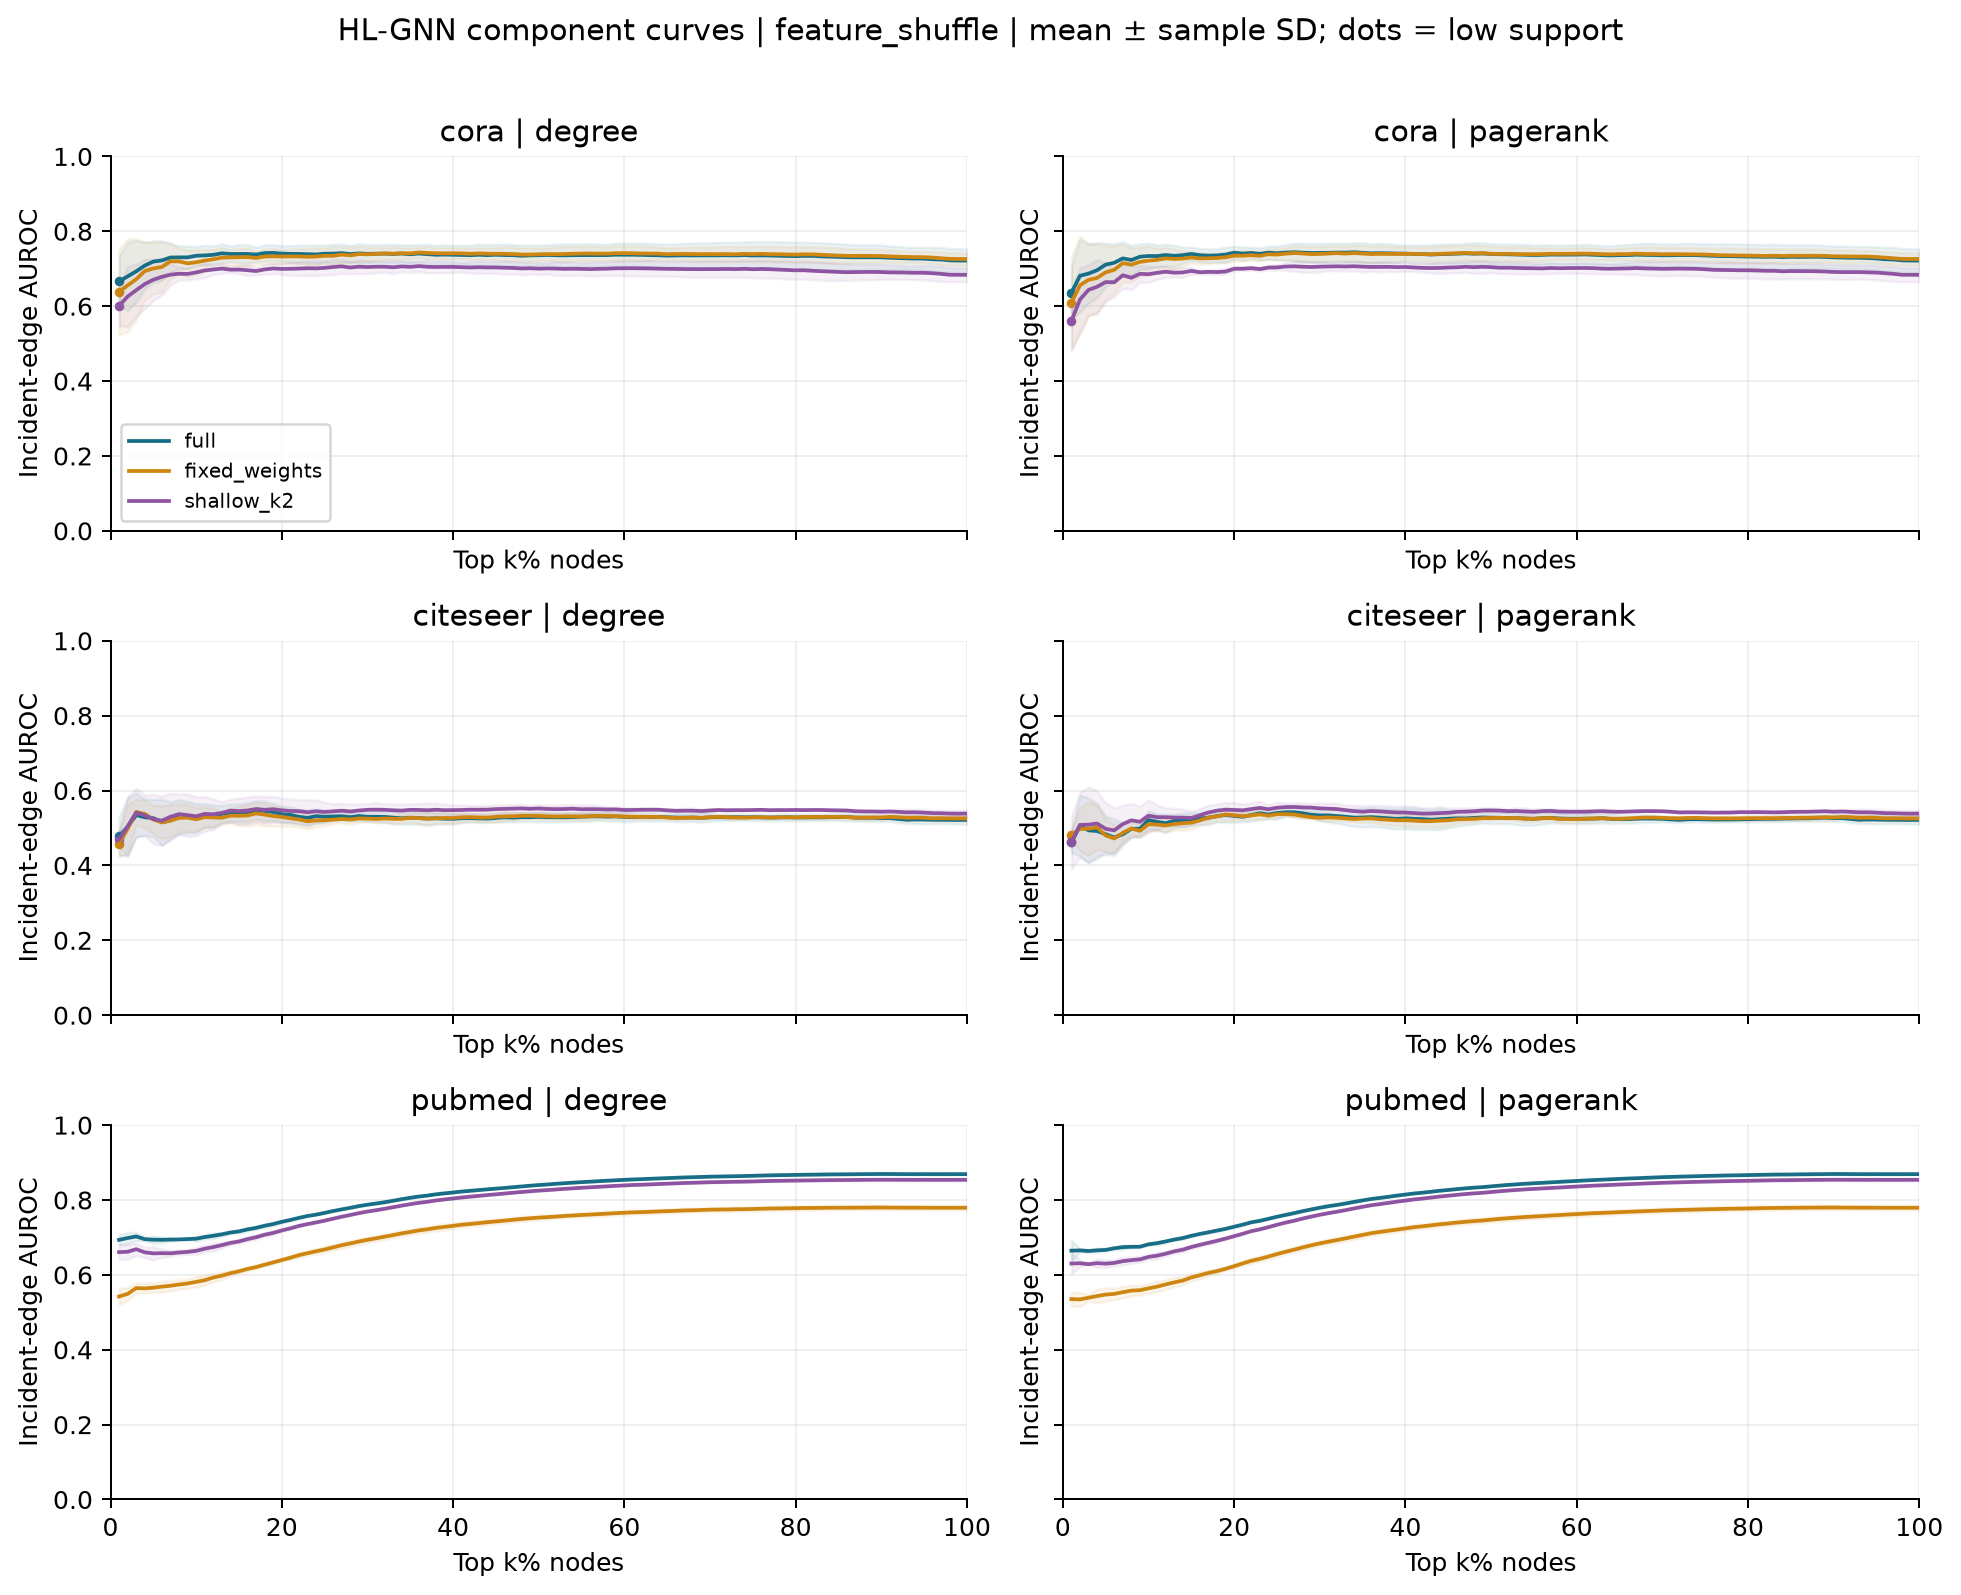 HL-GNN component curves | feature_shuffle | mean ± sample SD; dots = low support
cora | degree
1.0
0.8
0.6
0.4
0.2
0.0
Incident-edge AUROC
full
fixed_weights
shallow_k2
Top k% nodes
cora | pagerank
Incident-edge AUROC
Top k% nodes
citeseer | degree
1.0
0.8
0.6
0.4
0.2
0.0
Incident-edge AUROC
Top k% nodes
citeseer | pagerank
Incident-edge AUROC
Top k% nodes
pubmed | degree
1.0
0.8
0.6
0.4
0.2
0.0
Incident-edge AUROC
0 20 40 60 80 100
Top k% nodes
pubmed | pagerank
Incident-edge AUROC
0 20 40 60 80 100
Top k% nodes